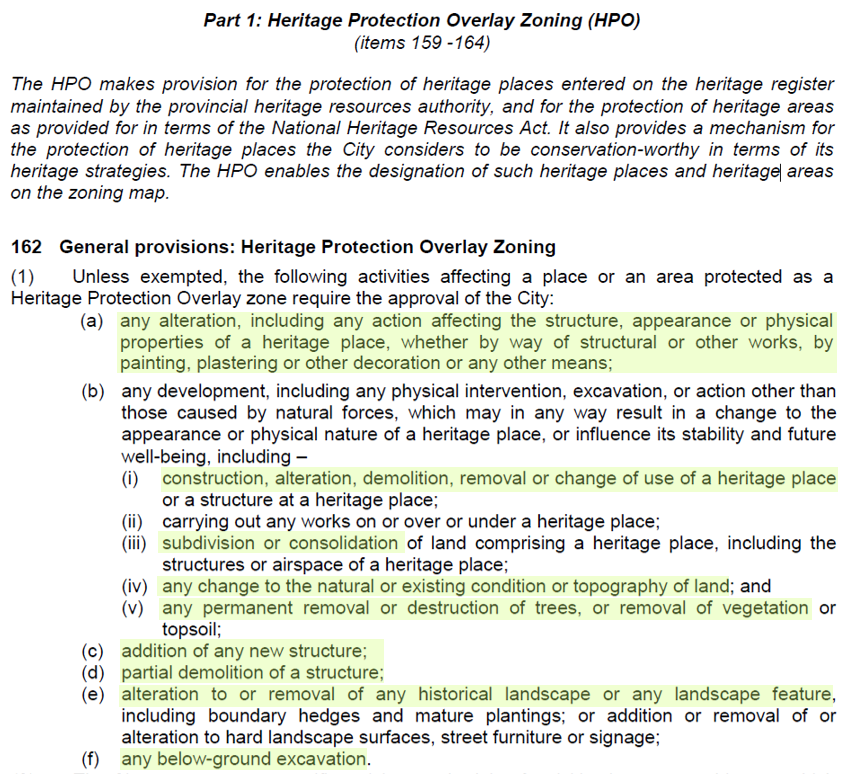 Part 1: Heritage Protection Overlay Zoning (HPO)
(items 159 -164)
The HPO makes provision for the protection of heritage places entered on the heritage register
maintained by the provincial heritage resources authority, and for the protection of heritage areas
as provided for in terms of the National Heritage Resources Act. It also provides a mechanism for
the protection of heritage places the City considers to be conservation-worthy in terms of its
heritage strategies. The HPO enables the designation of such heritage places and heritage areas
on the zoning map.
162 General provisions: Heritage Protection Overlay Zoning
(1) Unless exempted, the following activities affecting a place or an area protected as a
Heritage Protection Overlay zone require the approval of the City:
(a) any alteration, including any action affecting the structure, appearance or physical
properties of a heritage place, whether by way of structural or other works, by
painting, plastering or other decoration or any other means;
(b) any development, including any physical intervention, excavation, or action other than
those caused by natural forces, which may in any way result in a change to the
appearance or physical nature of a heritage place, or influence its stability and future
well-being, including –
(i) construction, alteration, demolition, removal or change of use of a heritage place
or a structure at a heritage place;
(ii) carrying out any works on or over or under a heritage place;
(iii) subdivision or consolidation of land comprising a heritage place, including the
structures or airspace of a heritage place;
(iv) any change to the natural or existing condition or topography of land; and
(v) any permanent removal or destruction of trees, or removal of vegetation or
topsoil;
(c) addition of any new structure;
(d) partial demolition of a structure;
(e) alteration to or removal of any historical landscape or any landscape feature,
including boundary hedges and mature plantings; or addition or removal of or
alteration to hard landscape surfaces, street furniture or signage;
(f) any below-ground excavation.